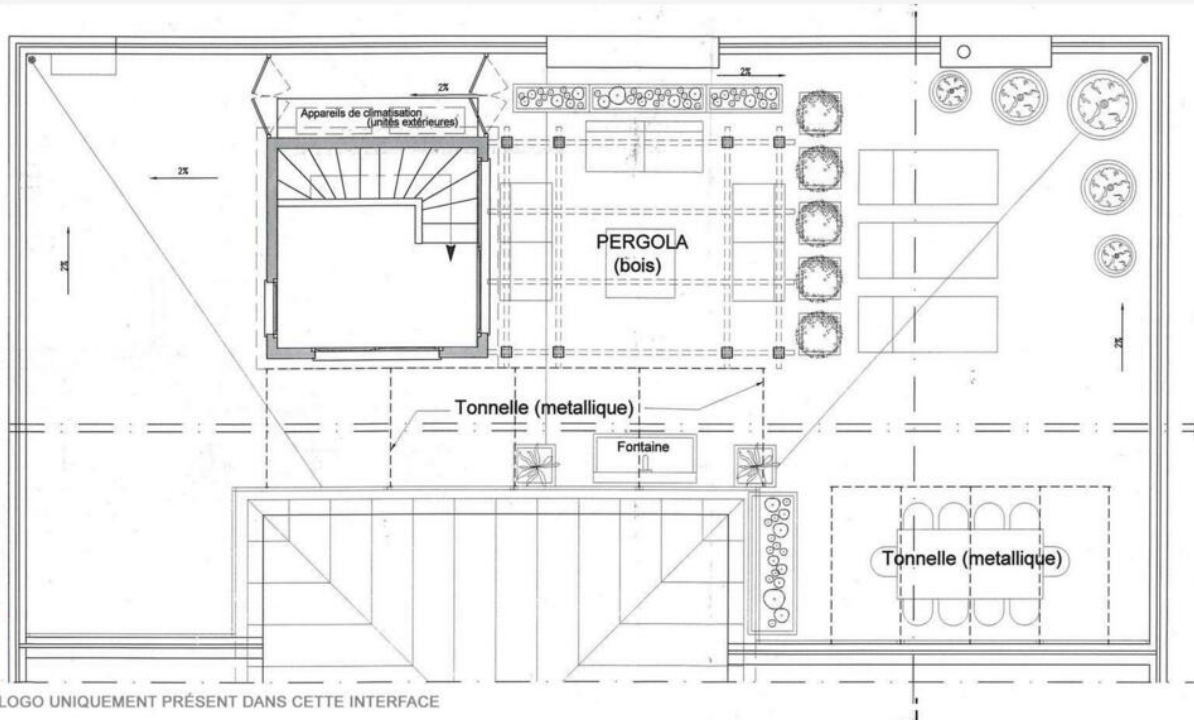 2%
2%
Appareils de climatisation
(unités extérieures)
2%
2%
PERGOLA
(bois)
2%
Tonnelle (metallique)
Fontaine
Tonnelle (metallique)
LOGO UNIQUEMENT PRÉSENT DANS CETTE INTERFACE